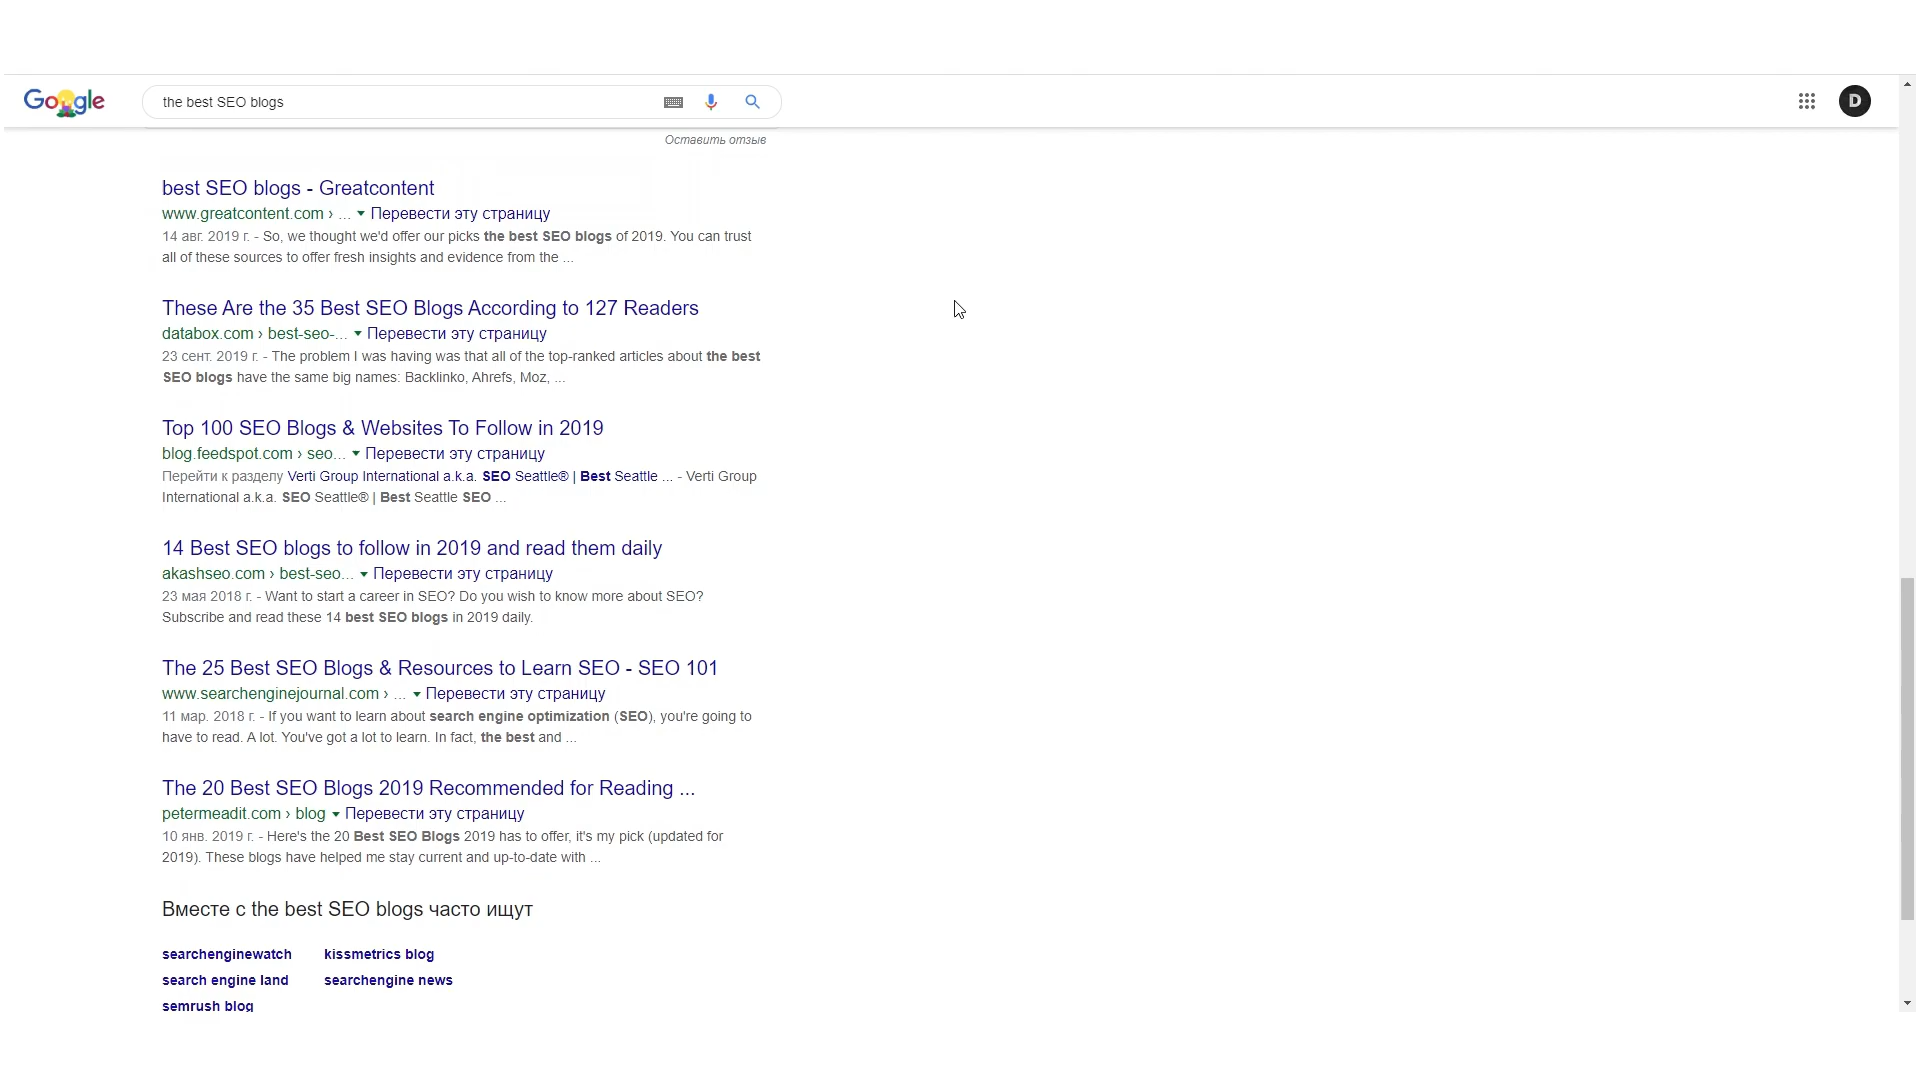 Google
the best SEO blogs
D
Оставить отзыв
best SEO blogs - Greatcontent
www.greatcontent.com › ... Перевести эту страницу
14 авг. 2019 г. - So, we thought we'd offer our picks the best SEO blogs of 2019. You can trust
all of these sources to offer fresh insights and evidence from the ...
These Are the 35 Best SEO Blogs According to 127 Readers
databox.com › best-seo-... Перевести эту страницу
23 сент. 2019 г. - The problem I was having was that all of the top-ranked articles about the best
SEO blogs have the same big names: Backlinko, Ahrefs, Moz, ...
Top 100 SEO Blogs & Websites To Follow in 2019
blog.feedspot.com › seo... Перевести эту страницу
Перейти к разделу Verti Group International a.k.a. SEO Seattle® | Best Seattle ... - Verti Group
International a.k.a. SEO Seattle® | Best Seattle SEO ...
14 Best SEO blogs to follow in 2019 and read them daily
akashseo.com › best-seo... Перевести эту страницу
23 мая 2018 г. - Want to start a career in SEO? Do you wish to know more about SEO?
Subscribe and read these 14 best SEO blogs in 2019 daily.
The 25 Best SEO Blogs & Resources to Learn SEO - SEO 101
www.searchenginejournal.com › ... Перевести эту страницу
11 мар. 2018 г. - If you want to learn about search engine optimization (SEO), you're going to
have to read. A lot. You've got a lot to learn. In fact, the best and ...
The 20 Best SEO Blogs 2019 Recommended for Reading ...
petermeadit.com › blog Перевести эту страницу
10 янв. 2019 г. - Here's the 20 Best SEO Blogs 2019 has to offer, it's my pick (updated for
2019). These blogs have helped me stay current and up-to-date with ...
Вместе с the best SEO blogs часто ищут
searchenginewatch kissmetrics blog
search engine land searchengine news
semrush blog